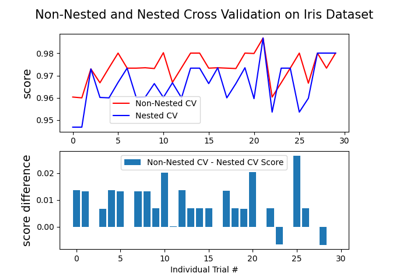 Non-Nested and Nested Cross Validation on Iris Dataset
score
0.98
0.97
0.96
0.95
Non-Nested CV
Nested CV
0 5 10 15 20 25 30
score difference
Non-Nested CV - Nested CV Score
0.02
0.01
0.00
0 5 10 15 20 25 30
Individual Trial #